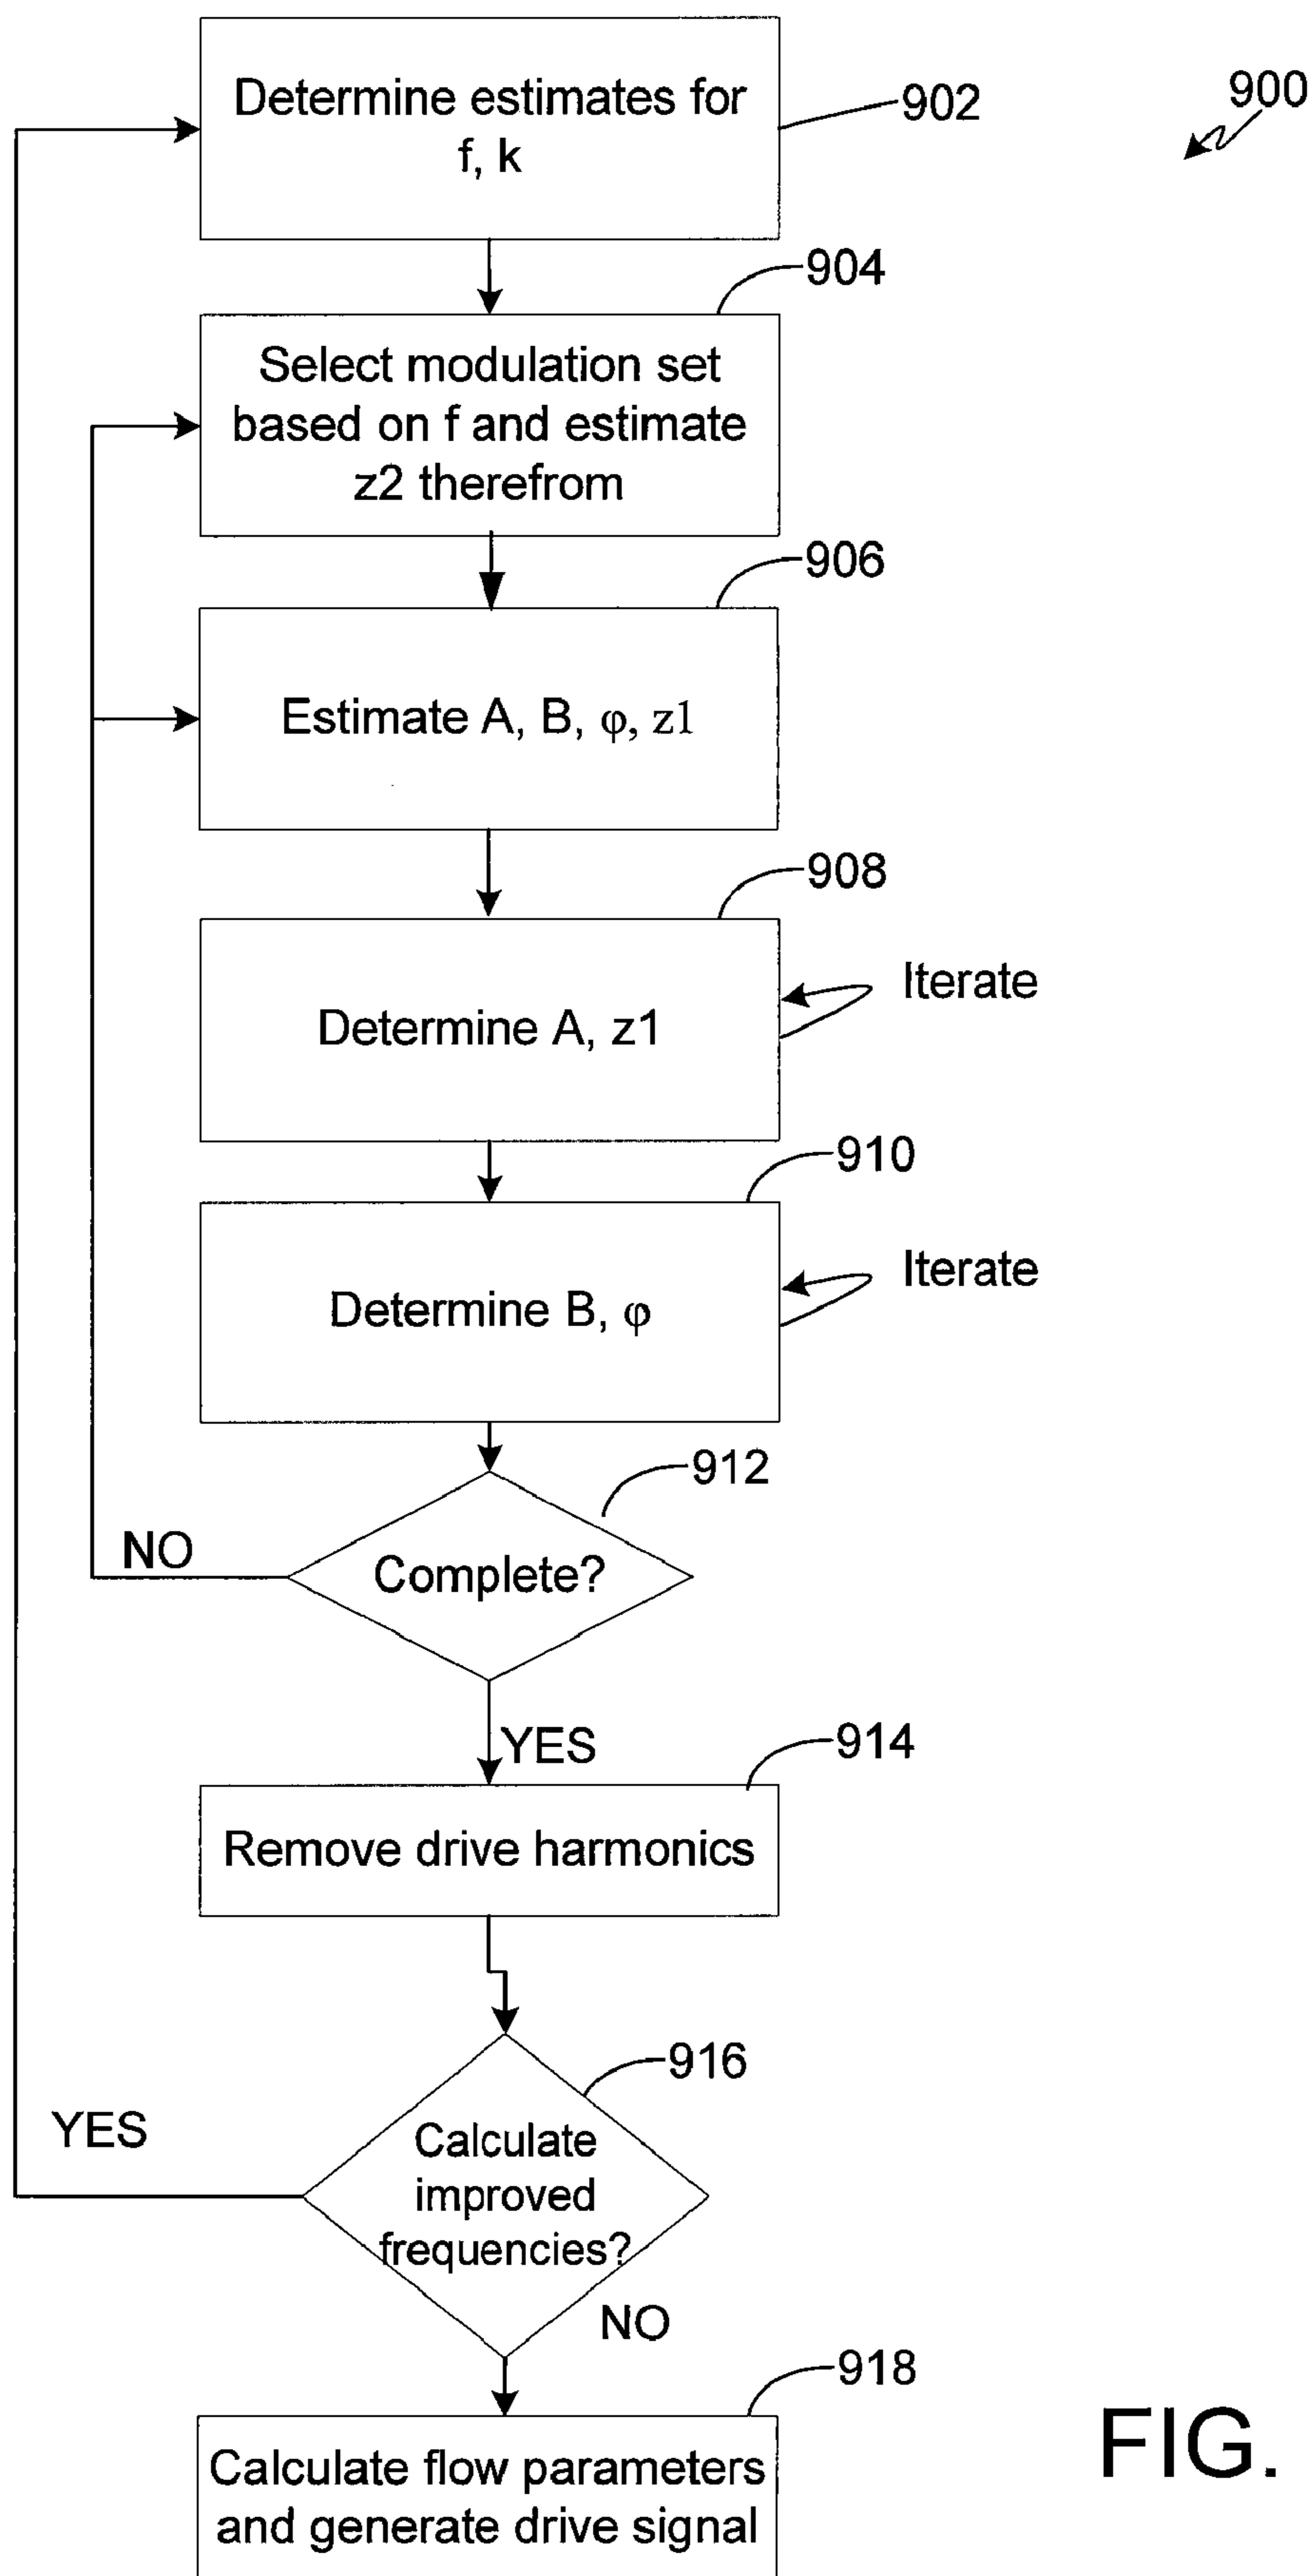 900
Determine estimates for
f, k
902
904
Select modulation set
based on f and estimate
z2 therefrom
906
Estimate A, B, φ, z1
908
Iterate
Determine A, z1
910
Iterate
Determine B, φ
912
NO
Complete?
YES
914
Remove drive harmonics
916
YES
Calculate
improved
frequencies?
NO
918
Calculate flow parameters
and generate drive signal
FIG.